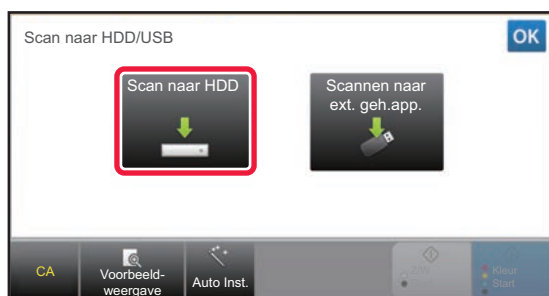 Scan naar HDD/USB
OK
Scan naar HDD
Scannen naar
ext. geh.app.
CA
Voorbeeld-
weergave
Auto Inst.
Z/W
Start
Kleur
Start